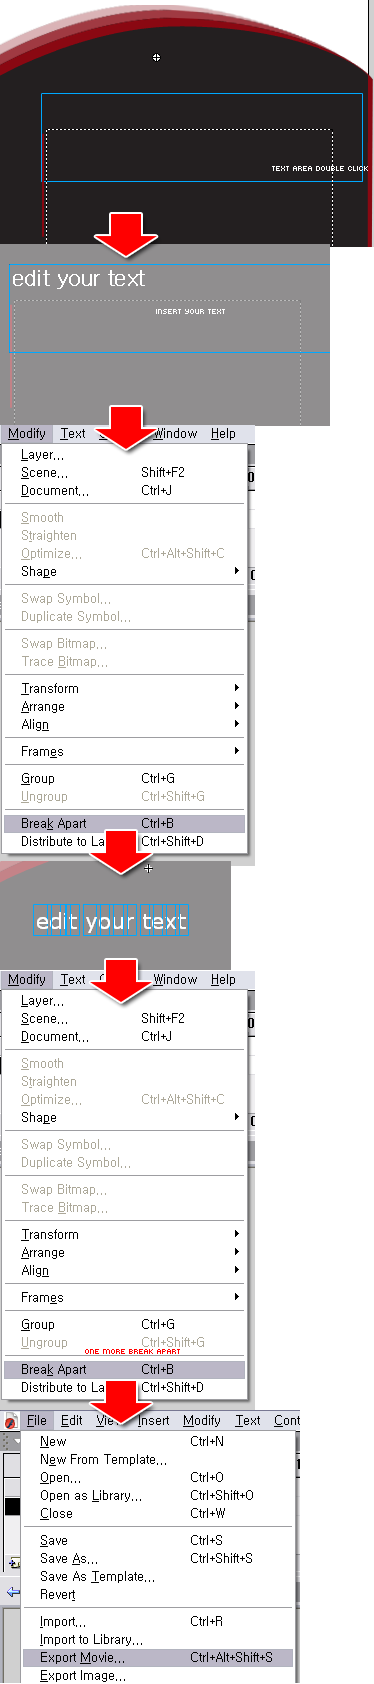 TEXT AREA DOUBLE CLICK
edit your text
INSERT YOUR TEXT
Modify Text Window Help
Layer...
Scene... Shift+F2
Document... Ctrl+J
Smooth
Straighten
Optimize... Ctrl+Alt+Shift+C
Shape
Swap Symbol...
Duplicate Symbol...
Swap Bitmap...
Trace Bitmap...
Transform
Arrange
Align
Frames
Group Ctrl+G
Ungroup Ctrl+Shift+G
Break Apart Ctrl+B
Distribute to La Ctrl+Shift+D
edit your text
Modify Text Window Help
Layer...
Scene... Shift+F2
Document... Ctrl+J
Smooth
Straighten
Optimize... Ctrl+Alt+Shift+C
Shape
Swap Symbol...
Duplicate Symbol...
Swap Bitmap...
Trace Bitmap...
Transform
Arrange
Align
Frames
Group Ctrl+G
Ungroup Ctrl+Shift+G
ONE MORE BREAK APART
Break Apart Ctrl+B
Distribute to La Ctrl+Shift+D
File Edit View Insert Modify Text Cont
New Ctrl+N
New From Template...
Open... Ctrl+O
Open as Library... Ctrl+Shift+O
Close Ctrl+W
Save Ctrl+S
Save As... Ctrl+Shift+S
Save As Template...
Revert
Import... Ctrl+R
Import to Library...
Export Movie... Ctrl+Alt+Shift+S
Export Image...